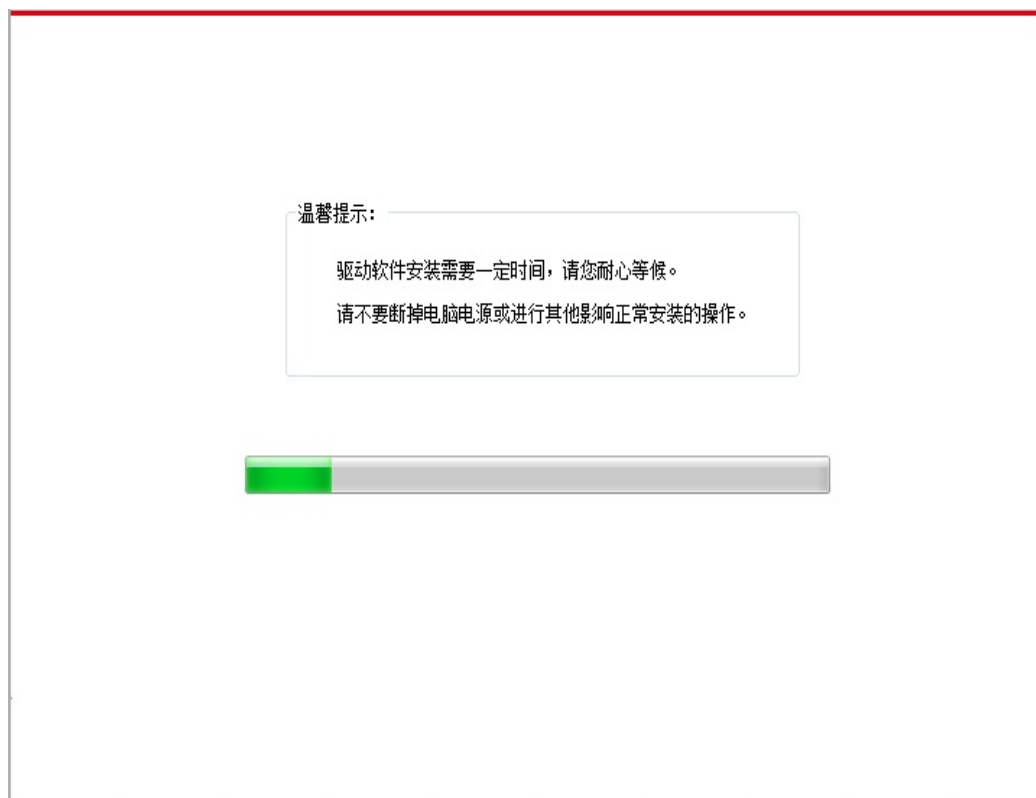 温馨提示：
驱动软件安装需要一定时间，请您耐心等候。
请不要断掉电脑电源或进行其他影响正常安装的操作。